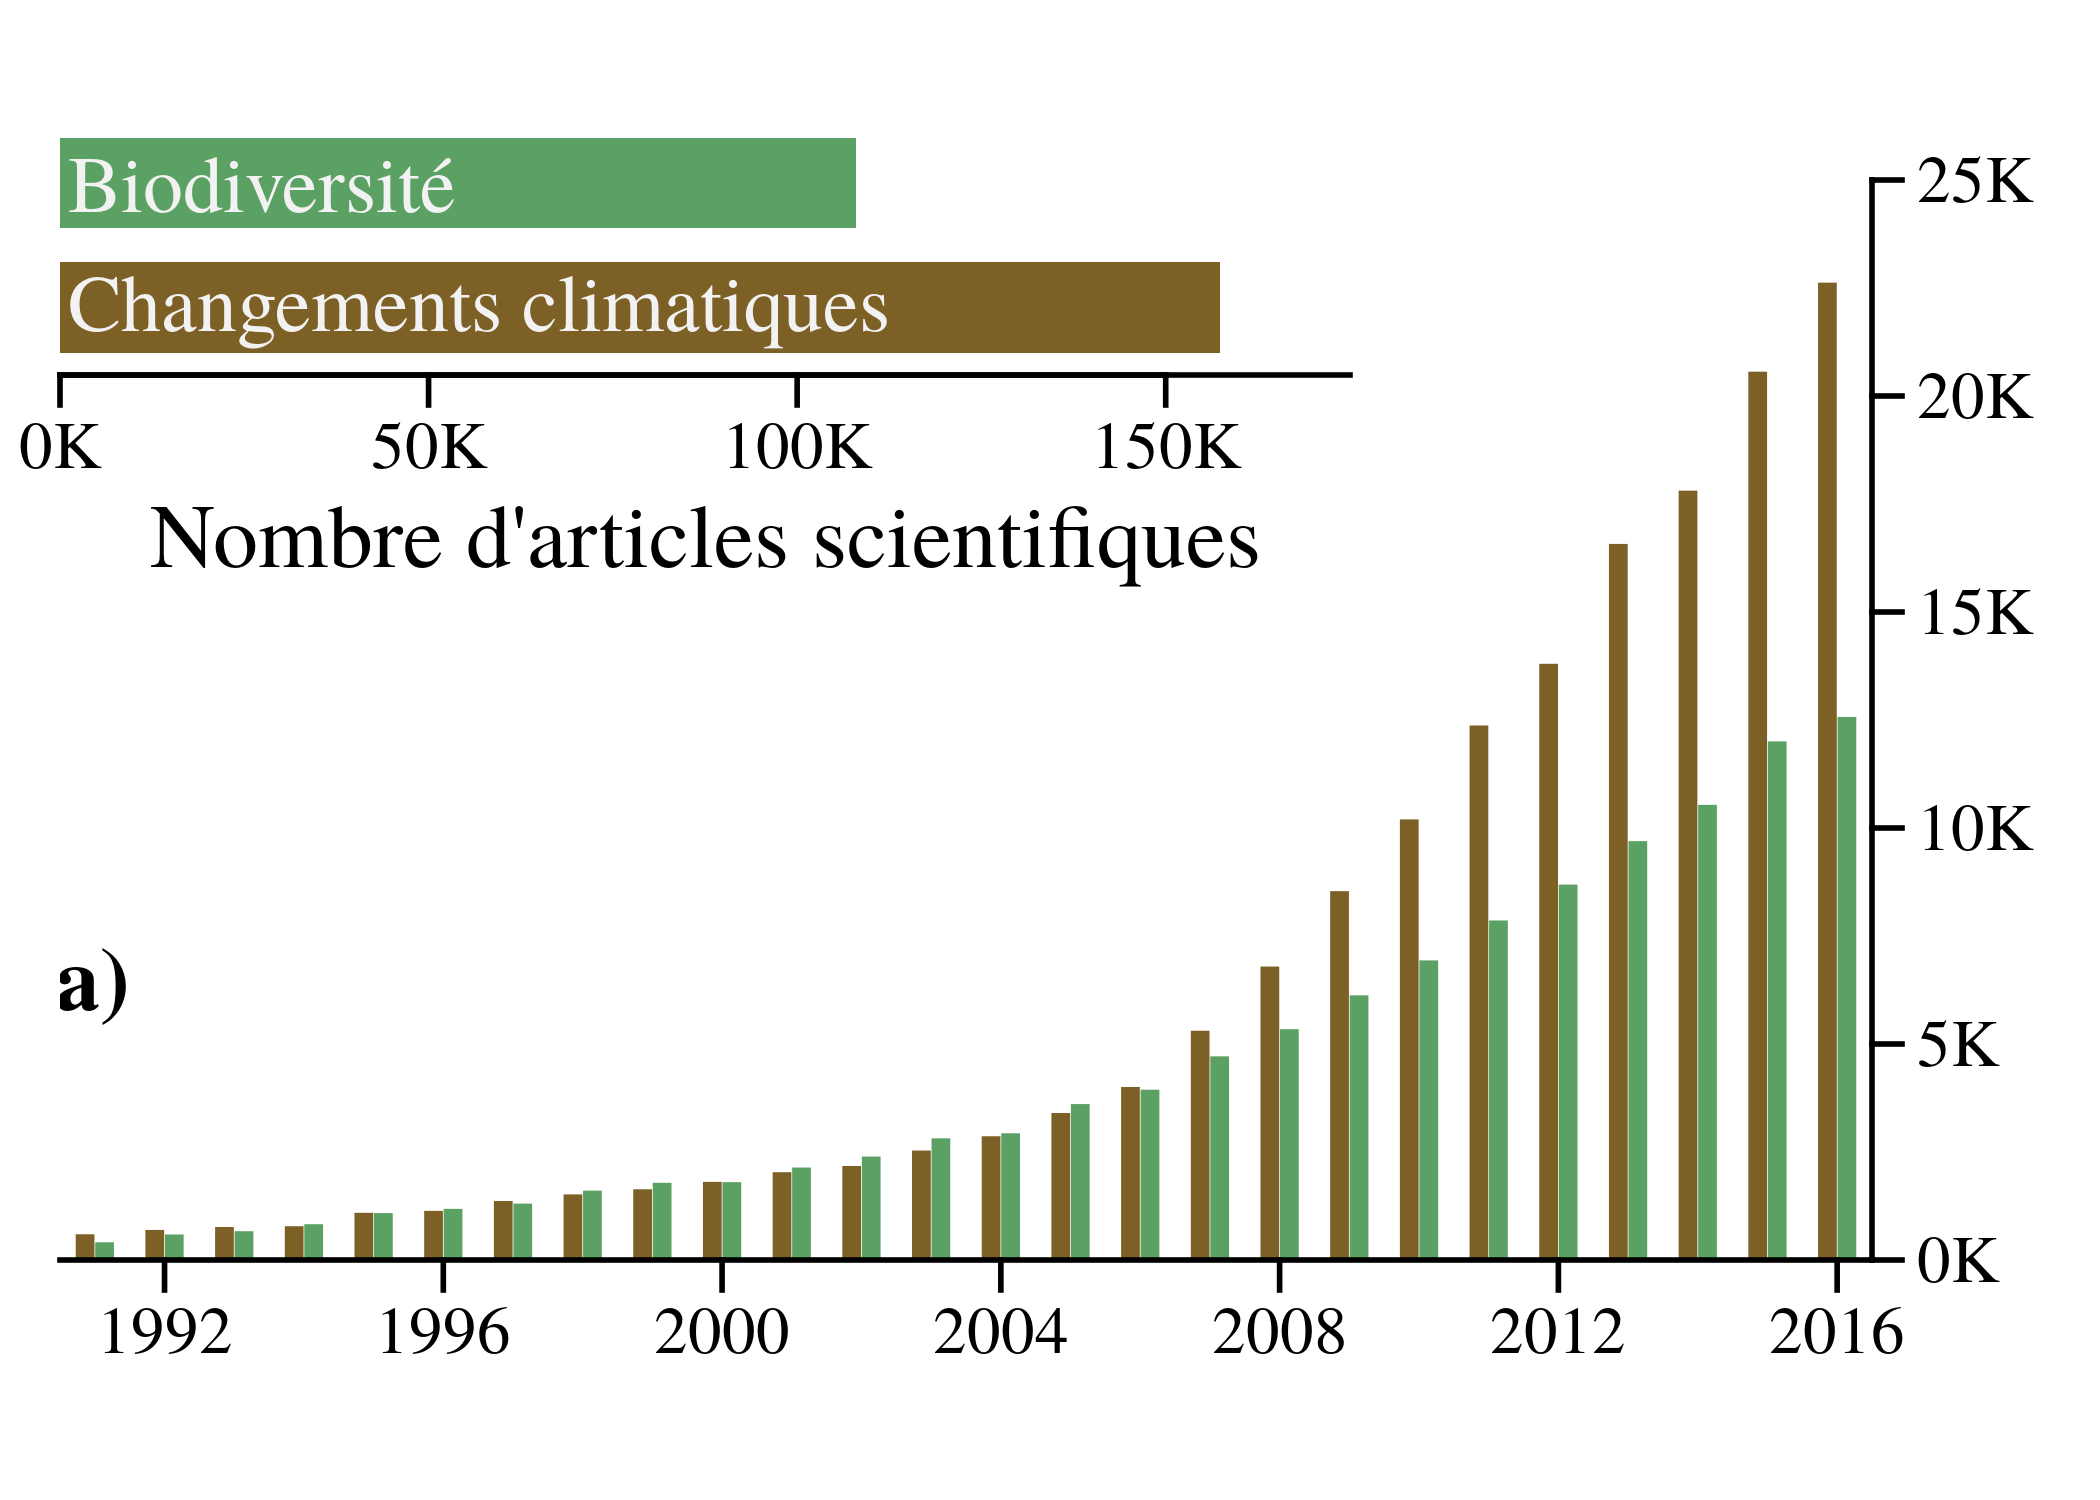 Biodiversité
Changements climatiques
0K 50K 100K 150K
Nombre d'articles scientifiques
25K
20K
15K
10K
a)
5K
0K
1992 1996 2000 2004 2008 2012 2016